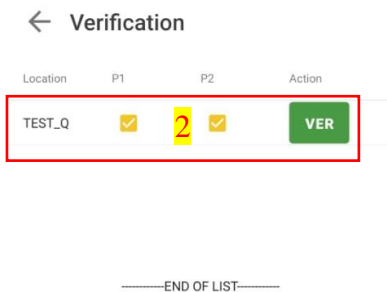 Verification
Location P1 P2 Action
TEST_Q 2 VER
------------END OF LIST------------